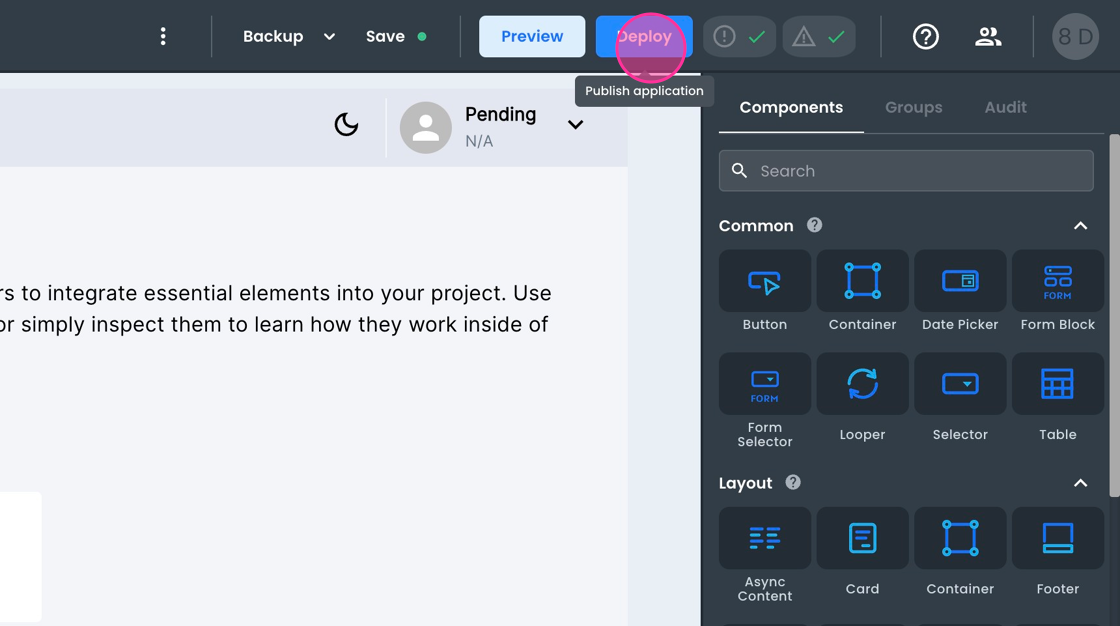 Backup
Save
Preview
Deploy
8 D
Publish application
Pending
N/A
Components
Groups
Audit
Search
Common
rs to integrate essential elements into your project. Use
or simply inspect them to learn how they work inside of
FORM
Button
Container
Date Picker
Form Block
FORM
Form
Selector
Looper
Selector
Table
Layout
Async
Content
Card
Container
Footer